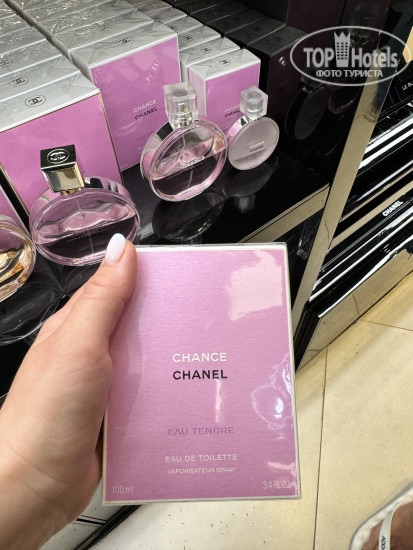 TOP Hotels
ФОТО ТУРИСТА
CHANCE
CHANEL
CHANEL
CHANCE
CHANEL
EAU TENDRE
EAU DE TOILETTE
VAPORISATEUR SPRAY
100 ml
3.4 FL.OZ